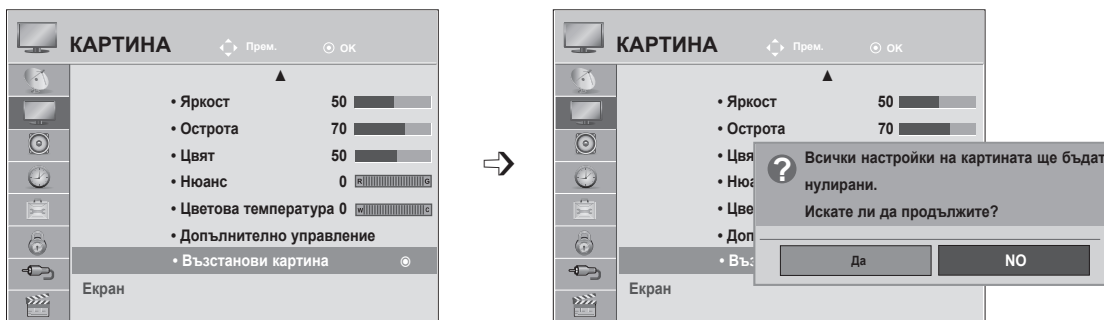 КАРТИНА Прем. OK
• Яркост 50
• Острота 70
• Цвят 50
• Нюанс 0 R G
• Цветова температура 0 W C
• Допълнително управление
• Възстанови картина
Екран
КАРТИНА Прем. OK
• Яркост 50
• Острота 70
• Цвя
• Нюа
• Цве
• Доп
• Въз
Екран
? Всички настройки на картината ще бъдат
нулирани.
Искате ли да продължите?
Да NO